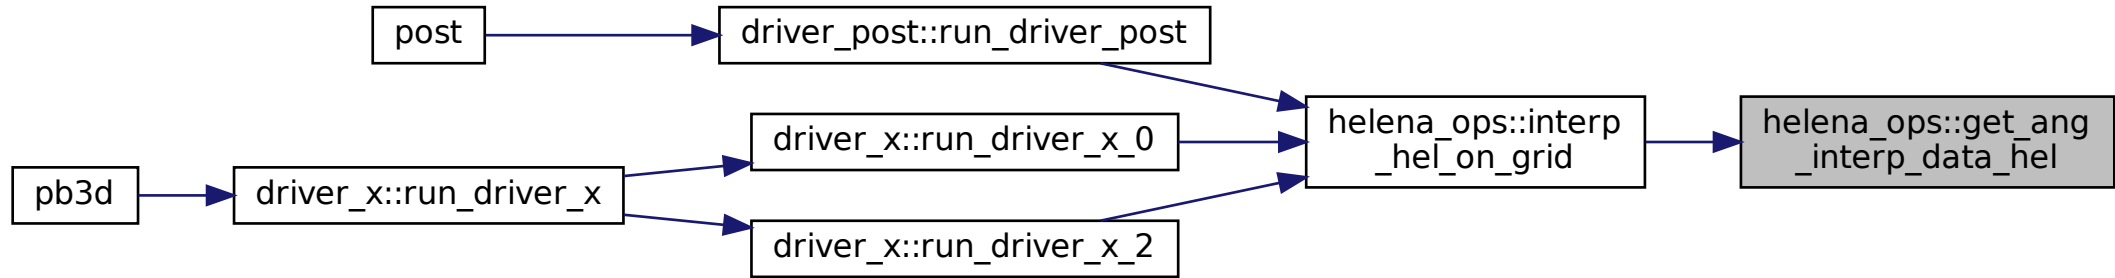 post
driver_post::run_driver_post
helena_ops::interp
_hel_on_grid
helena_ops::get_ang
_interp_data_hel
driver_x::run_driver_x_0
pb3d
driver_x::run_driver_x
driver_x::run_driver_x_2